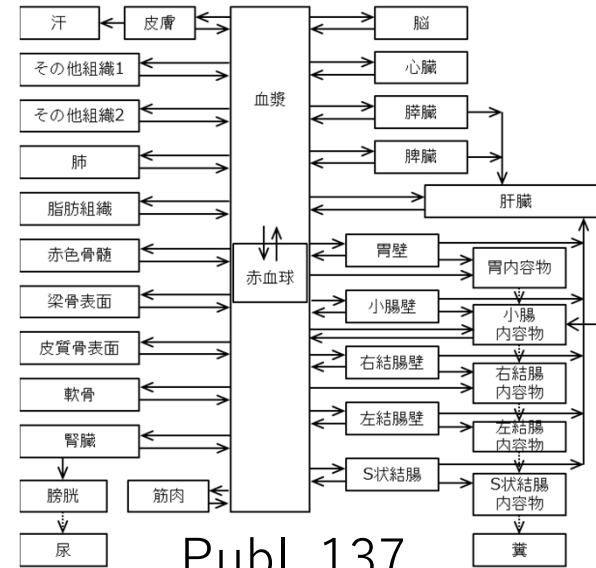 汗
皮膚
脳
その他組織1
血漿
心臓
その他組織2
膵臓
肺
脾臓
脂肪組織
肝臓
赤色骨髄
赤血球
胃壁
胃内容物
梁骨表面
小腸壁
小腸
内容物
皮質骨表面
右結腸壁
右結腸
内容物
軟骨
左結腸壁
左結腸
内容物
腎臓
S状結腸
S状結腸
内容物
膀胱
筋肉
尿
Publ. 137
糞